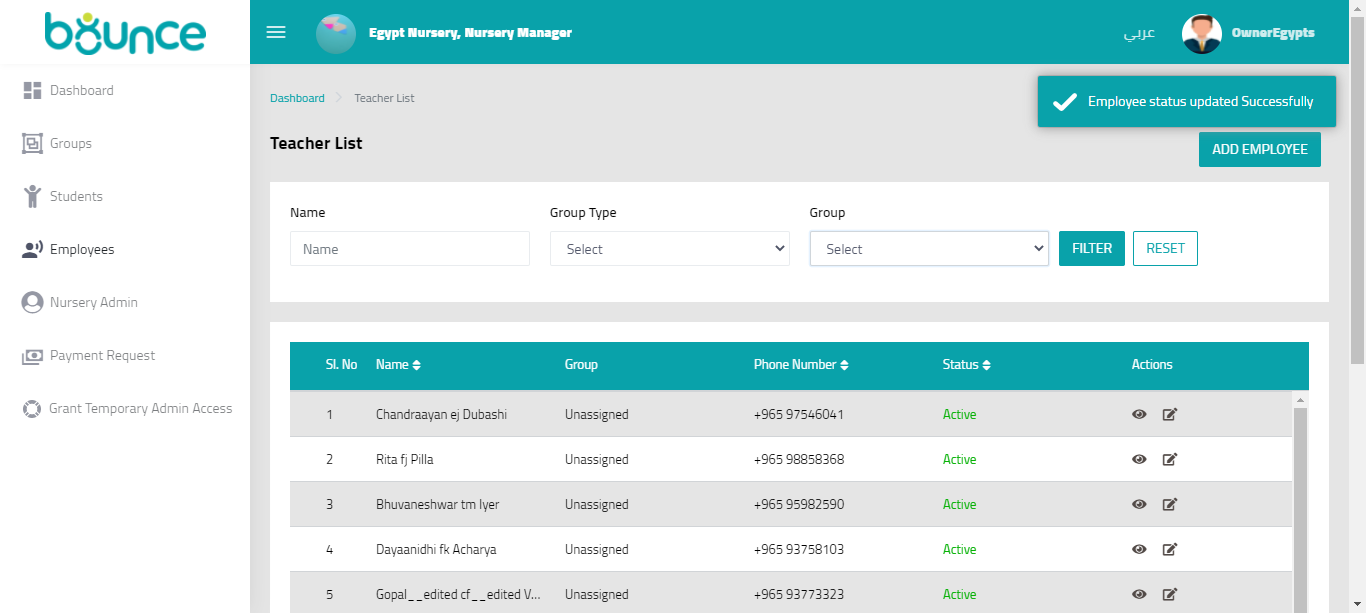 bounce
Egypt Nursery, Nursery Manager
عربي
OwnerEgypts
Dashboard
Groups
Students
Employees
Nursery Admin
Payment Request
Grant Temporary Admin Access
Dashboard
Teacher List
Employee status updated Successfully
Teacher List
ADD EMPLOYEE
Name
Group Type
Group
Name
Select
Select
FILTER
RESET
Sl. No Name Group Phone Number Status Actions
1 Chandraayan ej Dubashi Unassigned +965 97546041 Active
2 Rita fj Pilla Unassigned +965 98858368 Active
3 Bhuvaneshwar tm Iyer Unassigned +965 95982590 Active
4 Dayaanidhi fk Acharya Unassigned +965 93758103 Active
5 Gopal__edited cf__edited V... Unassigned +965 93773323 Active